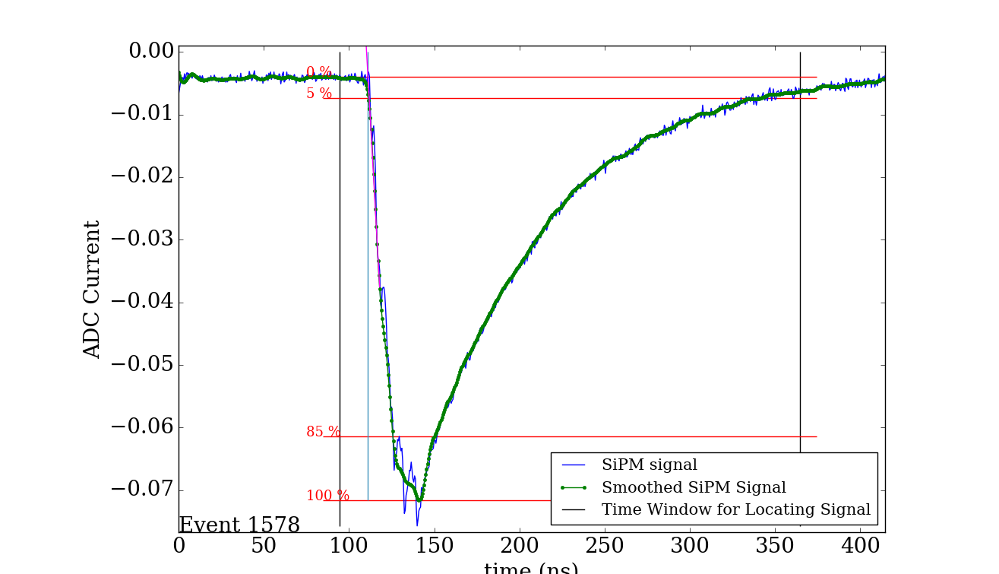 0.00
−0.01
−0.02
−0.03
−0.04
−0.05
−0.06
−0.07
ADC Current
0 %
5 %
85 %
100 %
SiPM signal
Smoothed SiPM Signal
Time Window for Locating Signal
Event 1578
0 50 100 150 200 250 300 350 400
time (ns)